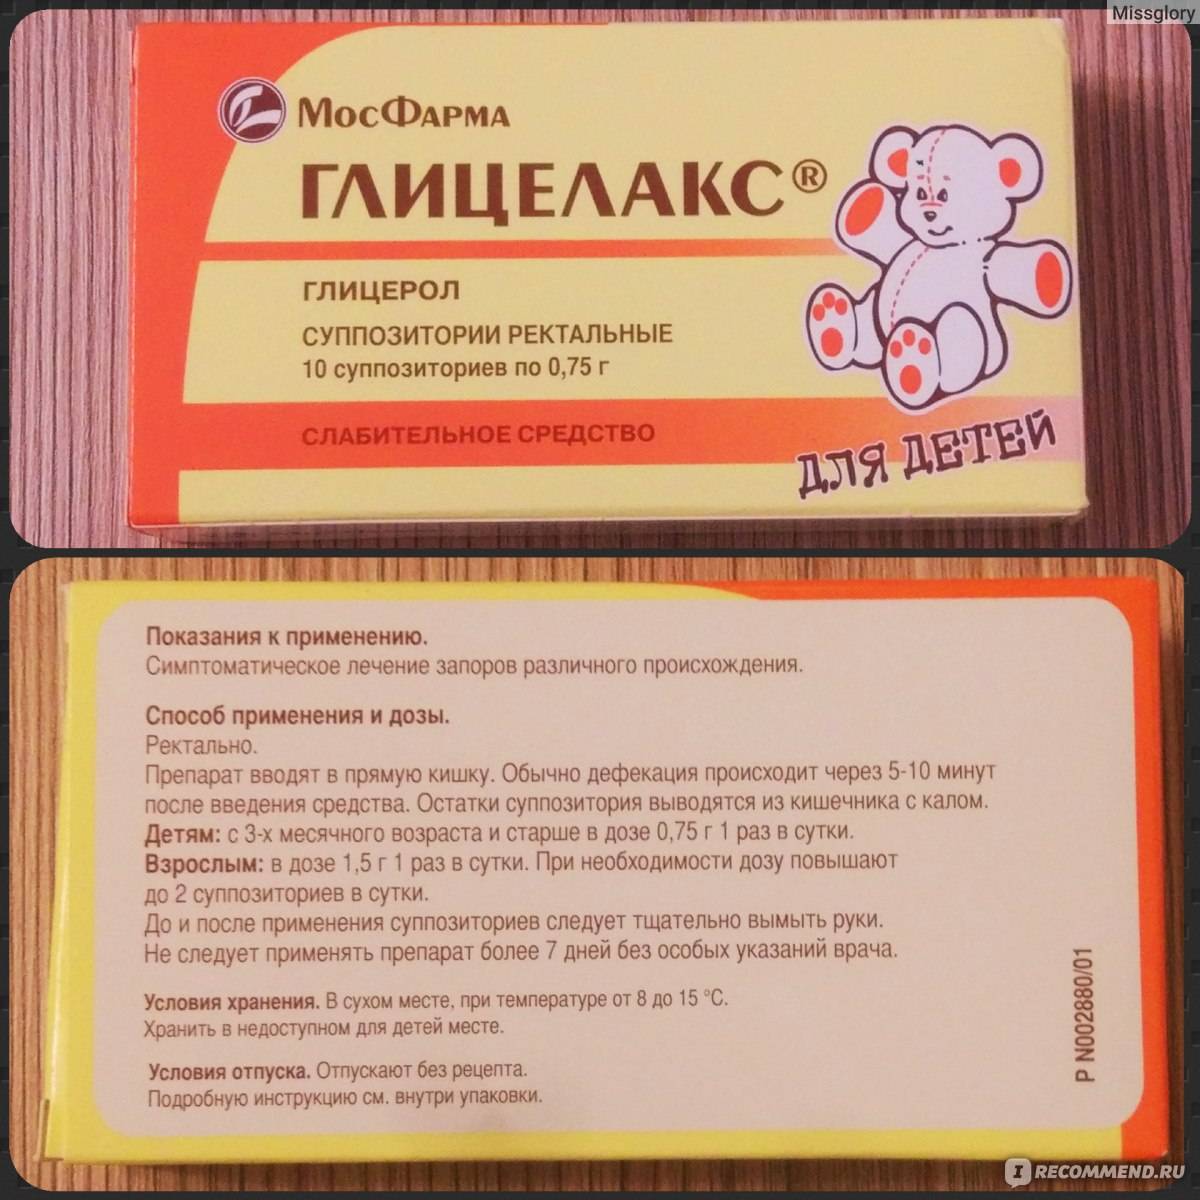 Missglory
МосФарма
ГЛИЦЕЛАКС®
ГЛИЦЕРОЛ
СУППОЗИТОРИИ РЕКТАЛЬНЫЕ
10 суппозиториев по 0,75 г
СЛАБИТЕЛЬНОЕ СРЕДСТВО
ДЛЯ ДЕТЕЙ
Показания к применению.
Симптоматическое лечение запоров различного происхождения.
Способ применения и дозы.
Ректально.
Препарат вводят в прямую кишку. Обычно дефекация происходит через 5-10 минут
после введения средства. Остатки суппозитория выводятся из кишечника с калом.
Детям: с 3-х месячного возраста и старше в дозе 0,75 г 1 раз в сутки.
Взрослым: в дозе 1,5 г 1 раз в сутки. При необходимости дозу повышают
до 2 суппозиториев в сутки.
До и после применения суппозиториев следует тщательно вымыть руки.
Не следует применять препарат более 7 дней без особых указаний врача.
Условия хранения. В сухом месте, при температуре от 8 до 15 °С.
Хранить в недоступном для детей месте.
Условия отпуска. Отпускают без рецепта.
Подробную инструкцию см. внутри упаковки.
Р N002880/01
I RECOMMEND.RU